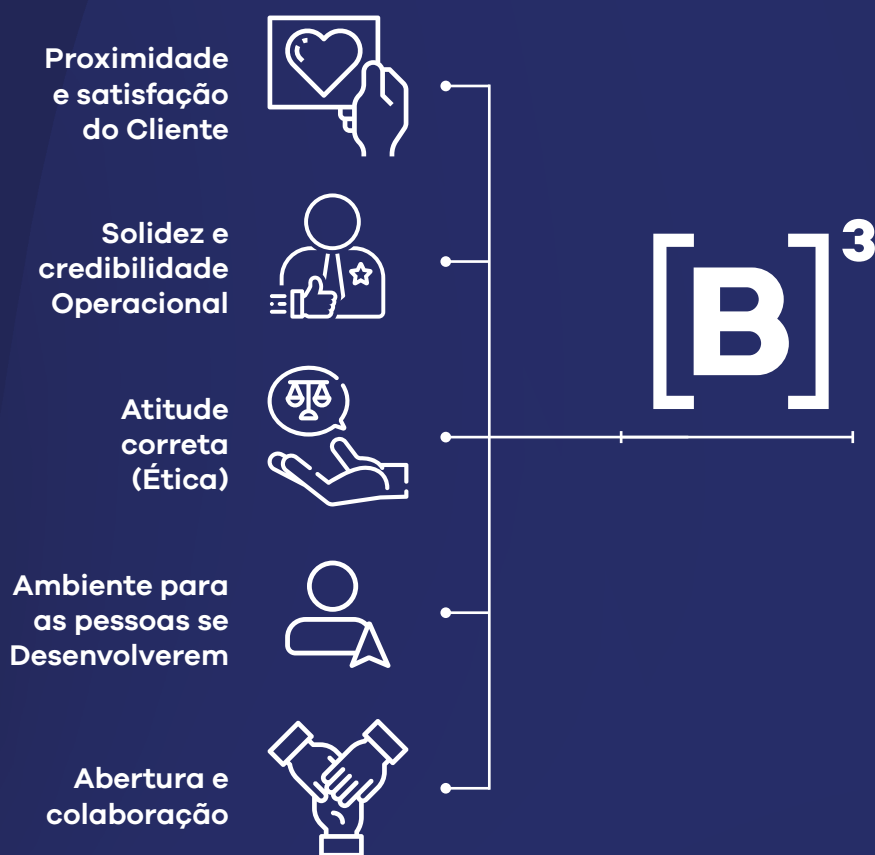 Proximidade
e satisfação
do Cliente
Solidez e
credibilidade
Operacional
Atitude
correta
(Ética)
Ambiente para
as pessoas se
Desenvolverem
Abertura e
colaboração
[B]³